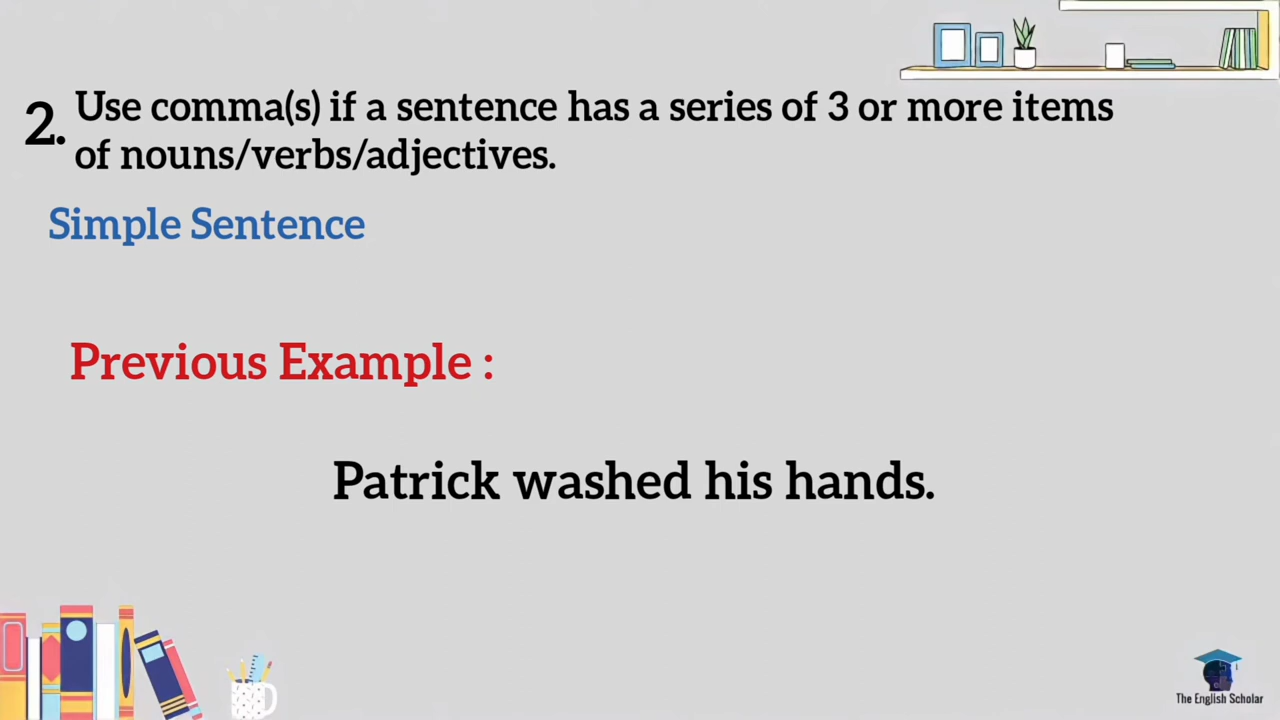 2. Use comma(s) if a sentence has a series of 3 or more items
of nouns/verbs/adjectives.
Simple Sentence
Previous Example :
Patrick washed his hands.
The English Scholar